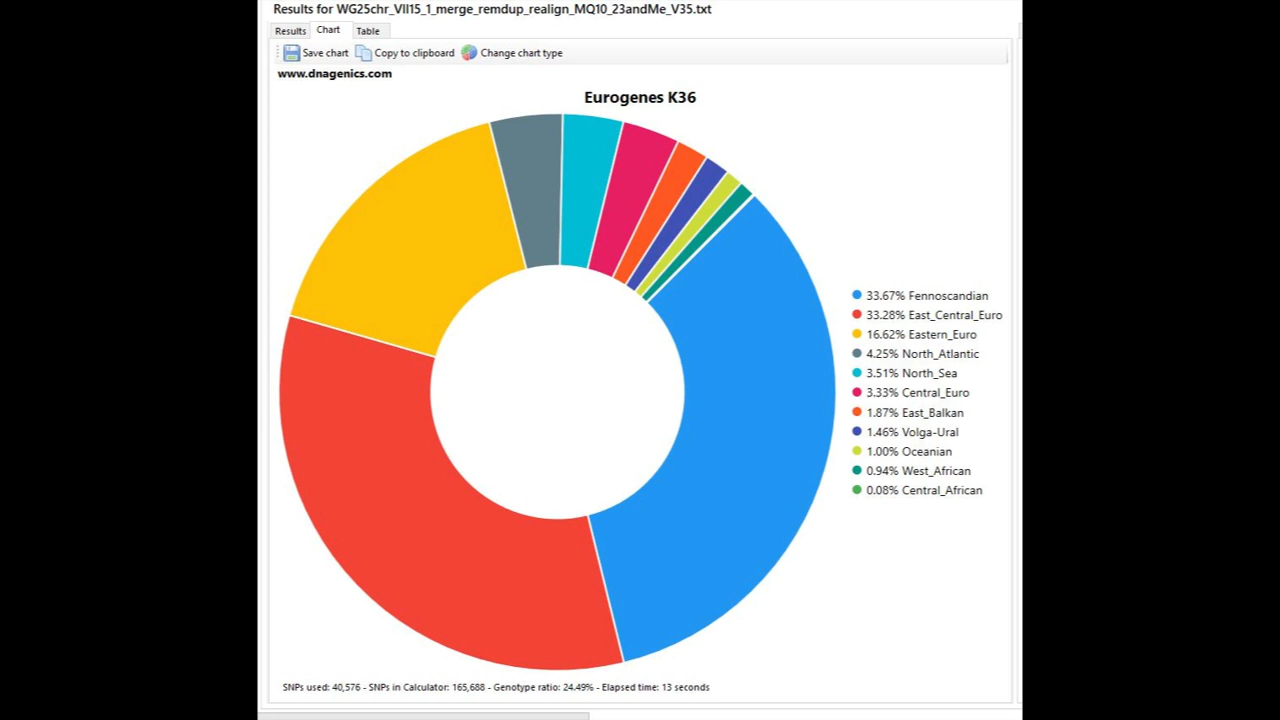 Results for WG25chr_VII15_1_merge_remdup_realign_MQ10_23andMe_V35.txt
Results Chart Table
Save chart Copy to clipboard Change chart type
www.dnagenics.com
Eurogenes K36
33.67% Fennoscandian
33.28% East_Central_Euro
16.62% Eastern_Euro
4.25% North_Atlantic
3.51% North_Sea
3.33% Central_Euro
1.87% East_Balkan
1.46% Volga-Ural
1.00% Oceanian
0.94% West_African
0.08% Central_African
SNPs used: 40,576 - SNPs in Calculator: 165,688 - Genotype ratio: 24.49% - Elapsed time: 13 seconds